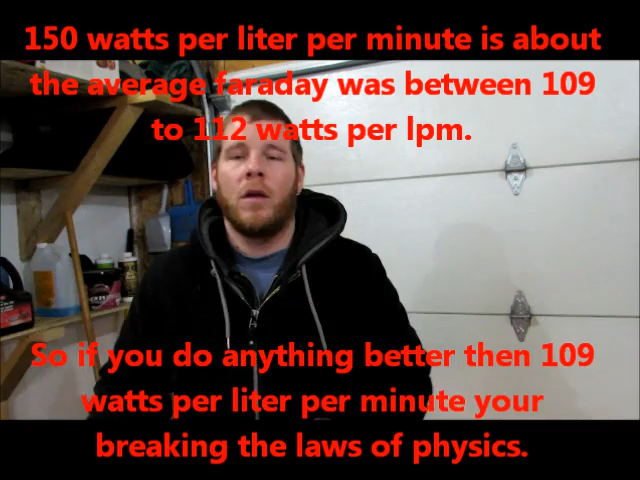 150 watts per liter per minute is about
the average faraday was between 109
to 112 watts per lpm.
So if you do anything better then 109
watts per liter per minute your
breaking the laws of physics.